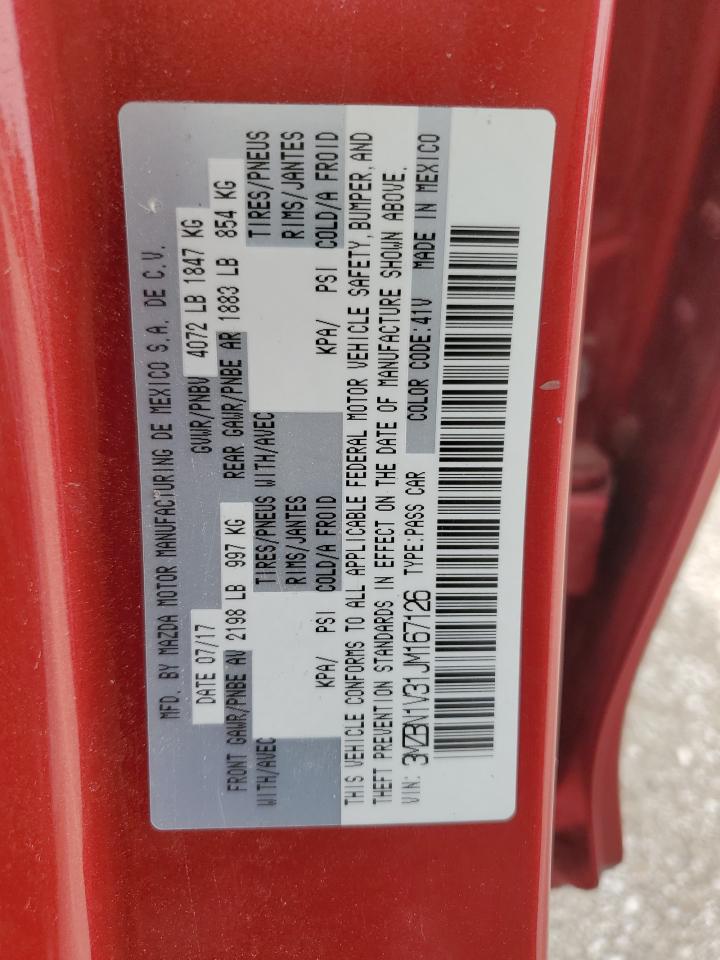 MFD. BY MAZDA MOTOR MANUFACTURING DE MEXICO S.A. DE C.V.
DATE 07/17 GVWR/PNBV 4072 LB 1847 KG
FRONT GAWR/PNBE AV 2198 LB 997 KG REAR GAWR/PNBE AR 1883 LB 854 KG
WITH/AVEC TIRES/PNEUS WITH/AVEC TIRES/PNEUS
RIMS/JANTES RIMS/JANTES
KPA/ PSI COLD/A FROID KPA/ PSI COLD/A FROID
THIS VEHICLE CONFORMS TO ALL APPLICABLE FEDERAL MOTOR VEHICLE SAFETY, BUMPER, AND
THEFT PREVENTION STANDARDS IN EFFECT ON THE DATE OF MANUFACTURE SHOWN ABOVE.
VIN: 3MZBN1V31JM167126 TYPE:PASS CAR COLOR CODE:41V MADE IN MEXICO